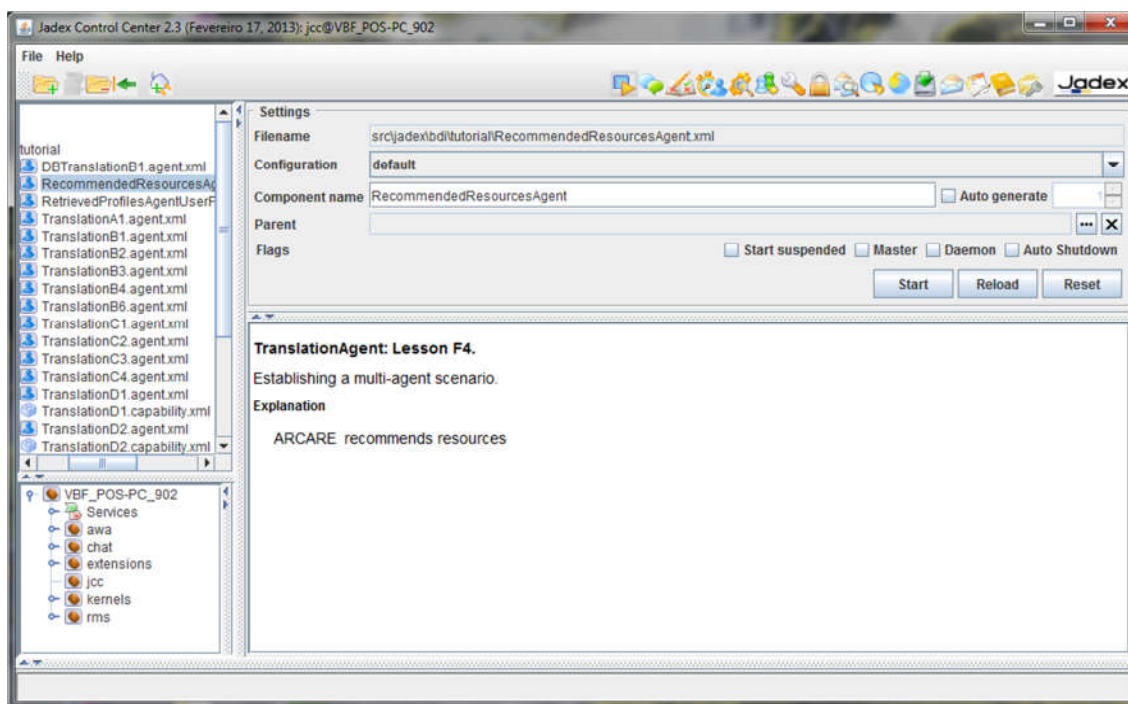 Jadex Control Center 2.3 (Fevereiro 17, 2013): jcc@VBF_POS-PC_902
File Help
Jadex
tutorial
DBTranslationB1.agent.xml
RecommendedResourcesAg
RetrievedProfilesAgentUserF
TranslationA1.agent.xml
TranslationB1.agent.xml
TranslationB2.agent.xml
TranslationB3.agent.xml
TranslationB4.agent.xml
TranslationB6.agent.xml
TranslationC1.agent.xml
TranslationC2.agent.xml
TranslationC3.agent.xml
TranslationC4.agent.xml
TranslationD1.agent.xml
TranslationD1.capability.xml
TranslationD2.agent.xml
TranslationD2.capability.xml
VBF_POS-PC_902
Services
awa
chat
extensions
jcc
kernels
rms
Settings
Filename src\jadex\bdi\tutorial\RecommendedResourcesAgent.xml
Configuration default
Component name RecommendedResourcesAgent Auto generate 1
Parent ...
Flags Start suspended Master Daemon Auto Shutdown
Start Reload Reset
TranslationAgent: Lesson F4.
Establishing a multi-agent scenario.
Explanation
ARCARE recommends resources